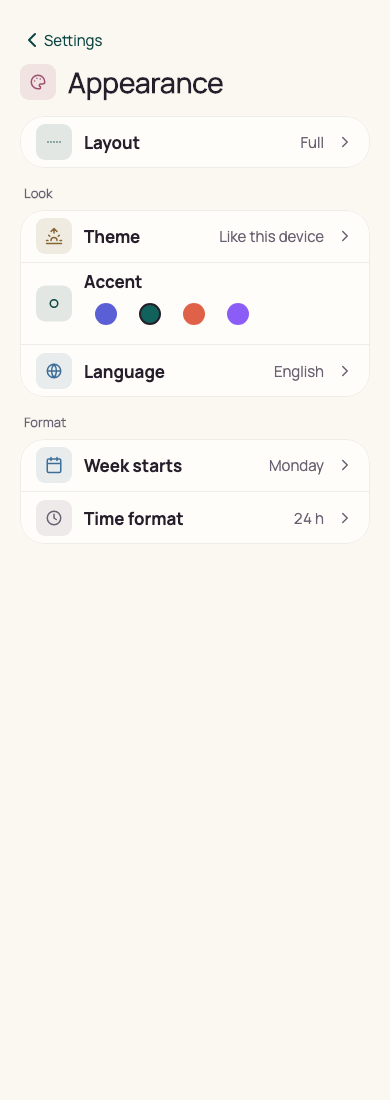 Settings
Appearance
Layout Full
Look
Theme Like this device
Accent
Language English
Format
Week starts Monday
Time format 24 h